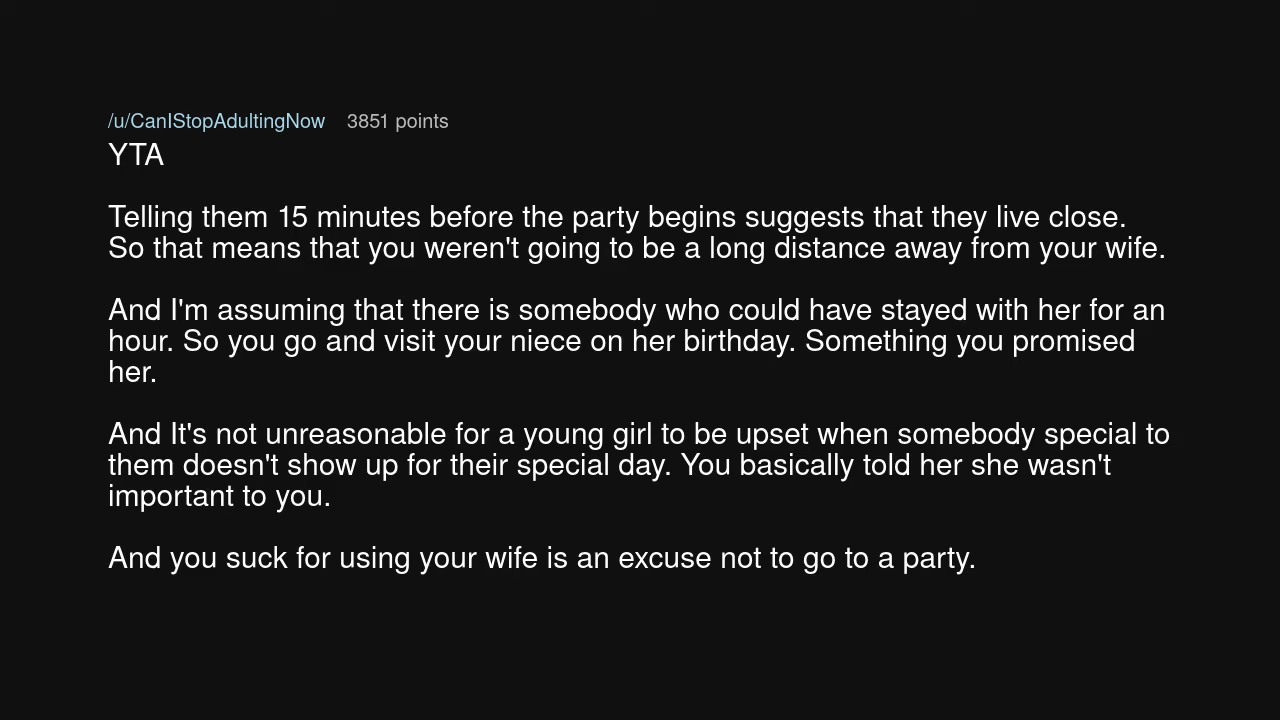 /u/CanIStopAdultingNow 3851 points
YTA
Telling them 15 minutes before the party begins suggests that they live close.
So that means that you weren't going to be a long distance away from your wife.
And I'm assuming that there is somebody who could have stayed with her for an
hour. So you go and visit your niece on her birthday. Something you promised
her.
And It's not unreasonable for a young girl to be upset when somebody special to
them doesn't show up for their special day. You basically told her she wasn't
important to you.
And you suck for using your wife is an excuse not to go to a party.